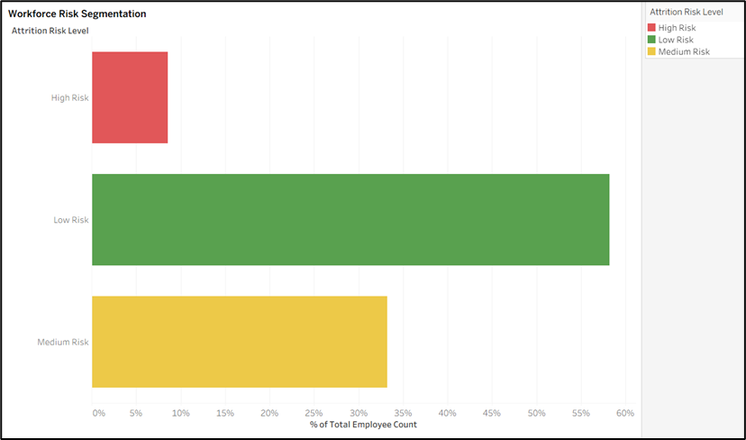 Workforce Risk Segmentation
Attrition Risk Level
High Risk
Low Risk
Medium Risk
0% 5% 10% 15% 20% 25% 30% 35% 40% 45% 50% 55% 60%
% of Total Employee Count
Attrition Risk Level
High Risk
Low Risk
Medium Risk